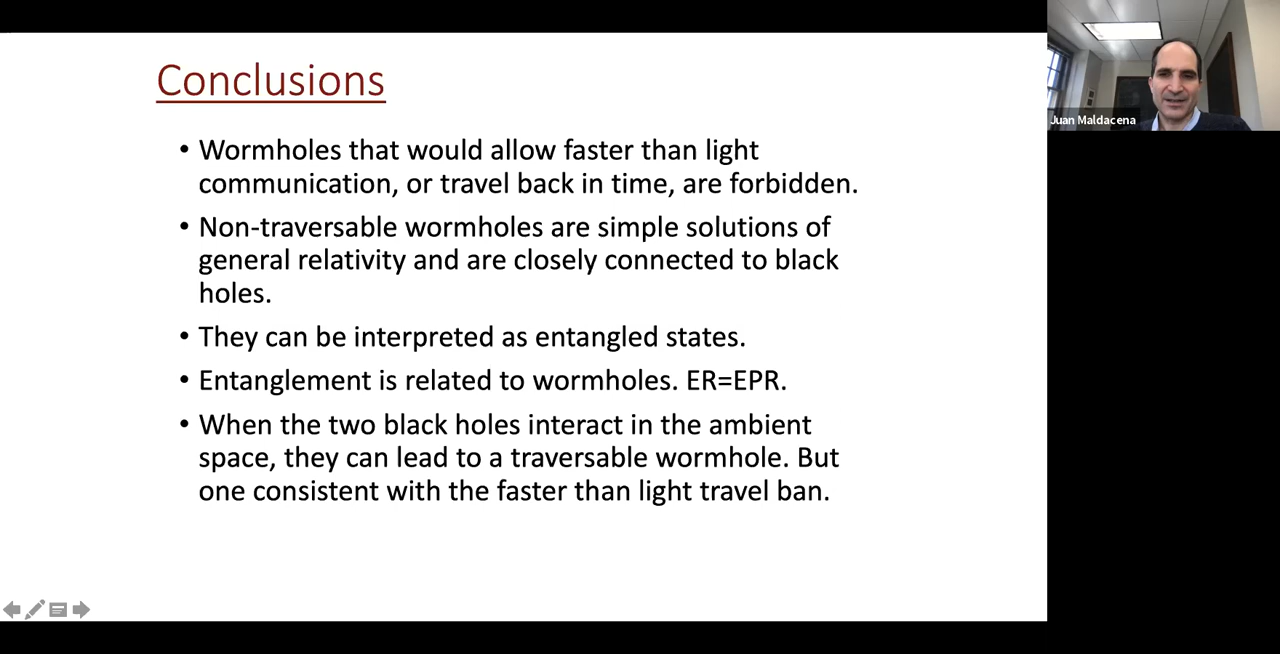 Conclusions
• Wormholes that would allow faster than light
communication, or travel back in time, are forbidden.
• Non-traversable wormholes are simple solutions of
general relativity and are closely connected to black
holes.
• They can be interpreted as entangled states.
• Entanglement is related to wormholes. ER=EPR.
• When the two black holes interact in the ambient
space, they can lead to a traversable wormhole. But
one consistent with the faster than light travel ban.
Juan Maldacena